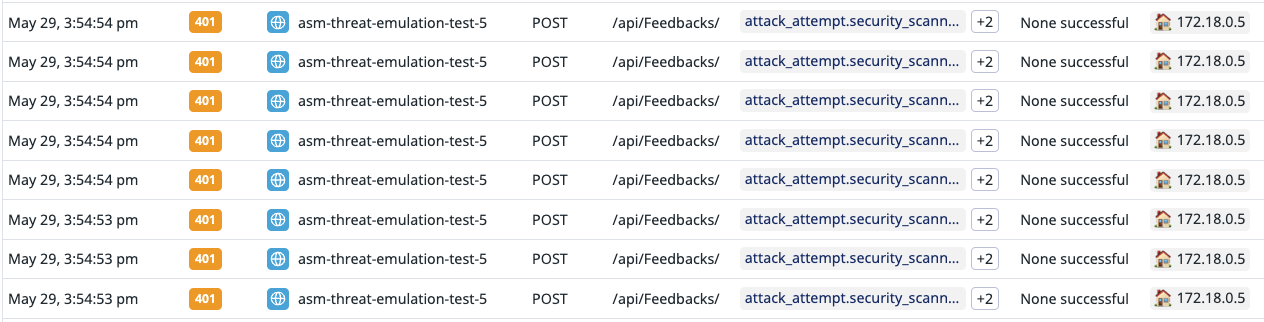 May 29, 3:54:54 pm 401 asm-threat-emulation-test-5 POST /api/Feedbacks/ attack_attempt.security_scann... +2 None successful 172.18.0.5
May 29, 3:54:54 pm 401 asm-threat-emulation-test-5 POST /api/Feedbacks/ attack_attempt.security_scann... +2 None successful 172.18.0.5
May 29, 3:54:54 pm 401 asm-threat-emulation-test-5 POST /api/Feedbacks/ attack_attempt.security_scann... +2 None successful 172.18.0.5
May 29, 3:54:54 pm 401 asm-threat-emulation-test-5 POST /api/Feedbacks/ attack_attempt.security_scann... +2 None successful 172.18.0.5
May 29, 3:54:54 pm 401 asm-threat-emulation-test-5 POST /api/Feedbacks/ attack_attempt.security_scann... +2 None successful 172.18.0.5
May 29, 3:54:53 pm 401 asm-threat-emulation-test-5 POST /api/Feedbacks/ attack_attempt.security_scann... +2 None successful 172.18.0.5
May 29, 3:54:53 pm 401 asm-threat-emulation-test-5 POST /api/Feedbacks/ attack_attempt.security_scann... +2 None successful 172.18.0.5
May 29, 3:54:53 pm 401 asm-threat-emulation-test-5 POST /api/Feedbacks/ attack_attempt.security_scann... +2 None successful 172.18.0.5